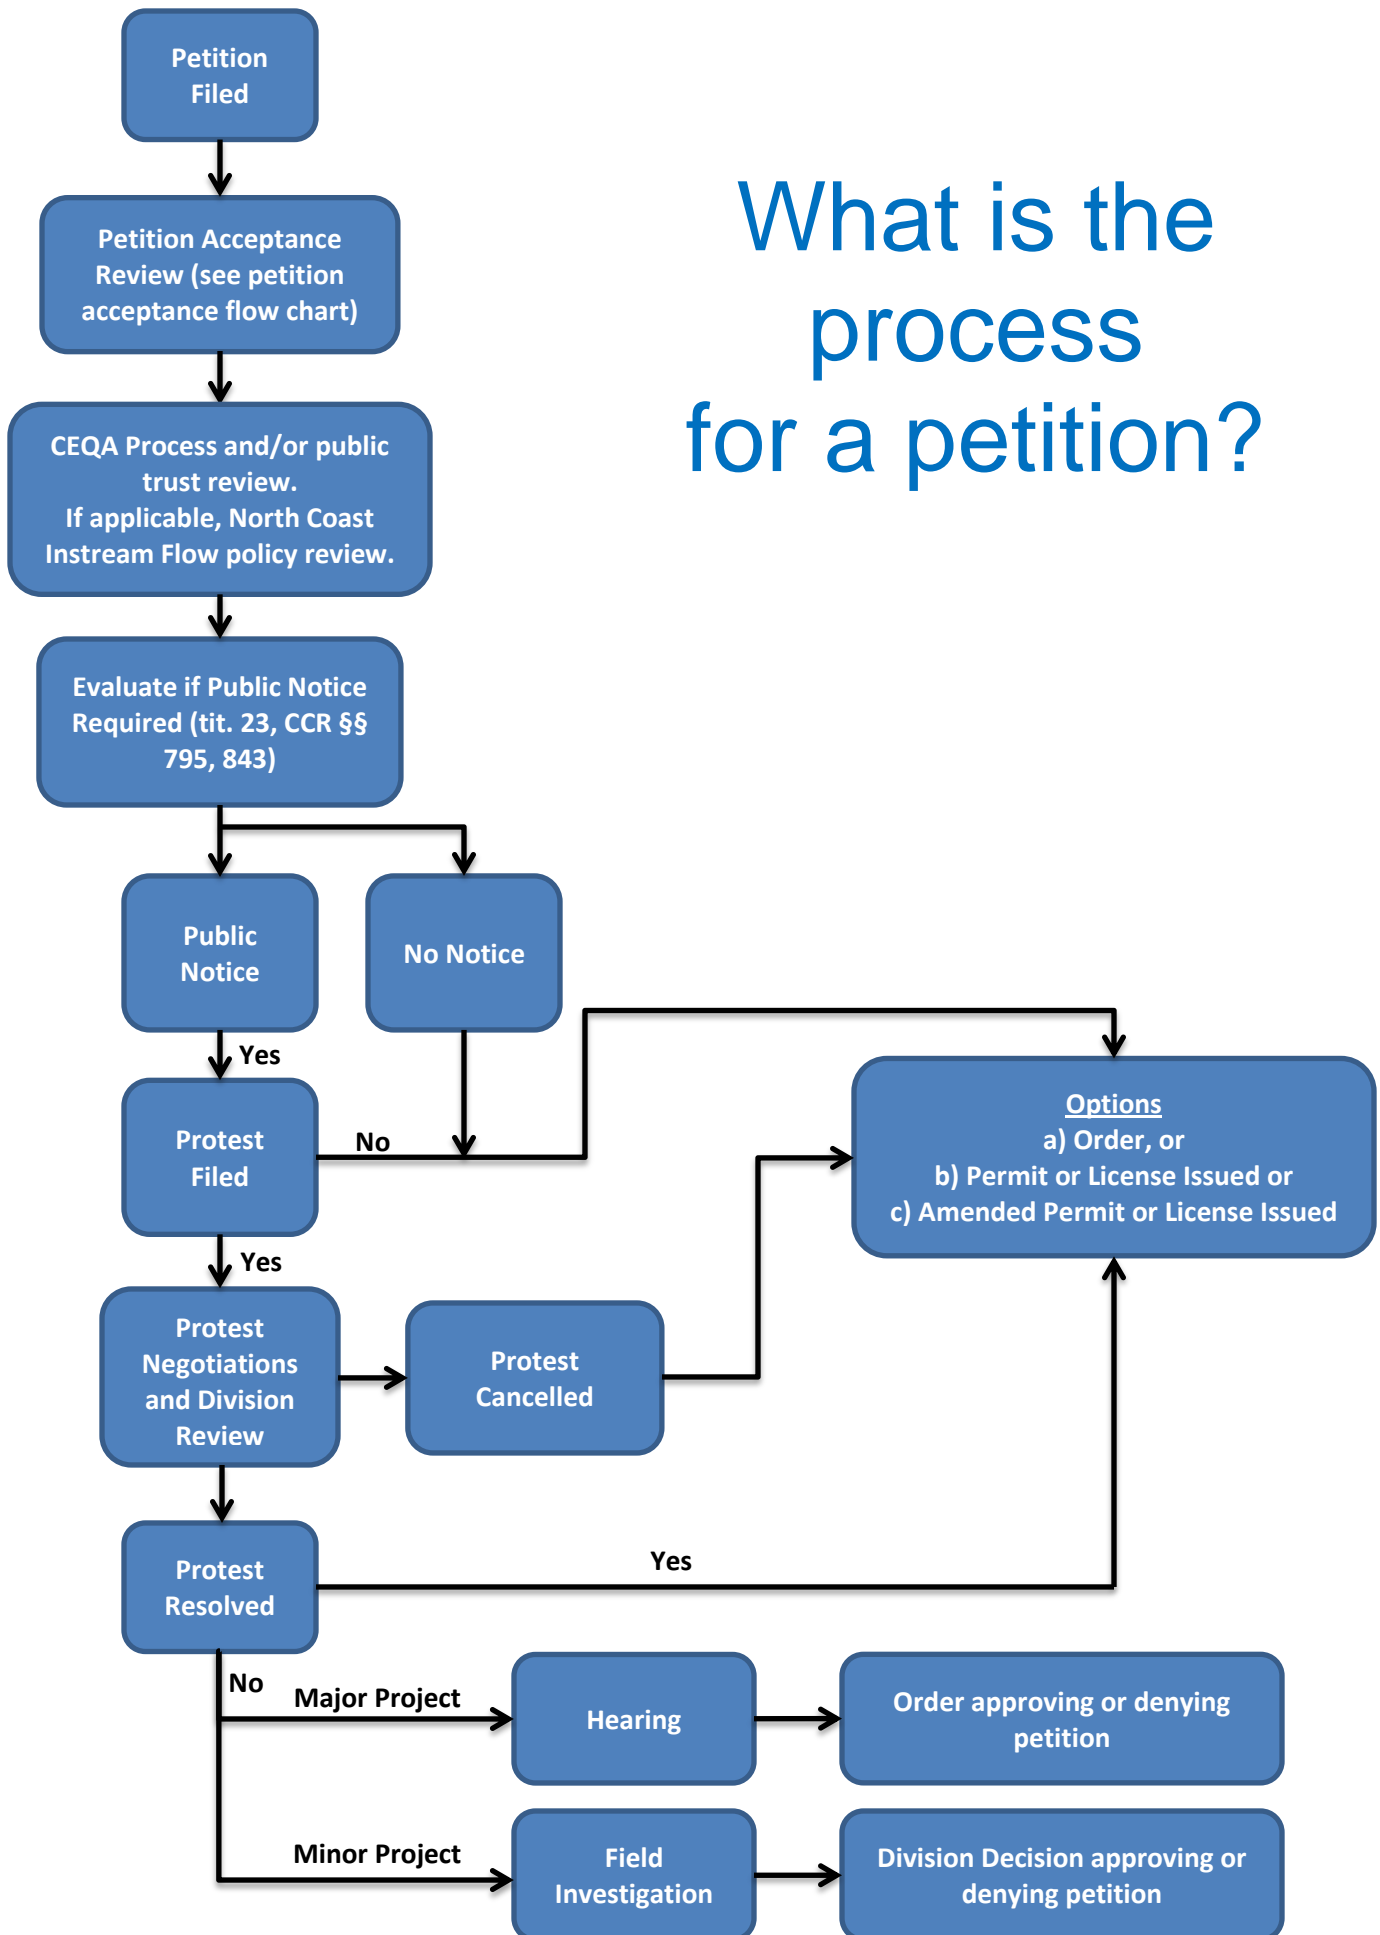 Petition
Filed
What is the
process
for a petition?
Petition Acceptance
Review (see petition
acceptance flow chart)
CEQA Process and/or public
trust review.
If applicable, North Coast
Instream Flow policy review.
Evaluate if Public Notice
Required (tit. 23, CCR §§
795, 843)
Public
Notice
No Notice
Yes
Protest
Filed
No
Options
a) Order, or
b) Permit or License Issued or
c) Amended Permit or License Issued
Yes
Protest
Negotiations
and Division
Review
Protest
Cancelled
Protest
Resolved
Yes
No
Major Project
Hearing
Order approving or denying
petition
Minor Project
Field
Investigation
Division Decision approving or
denying petition